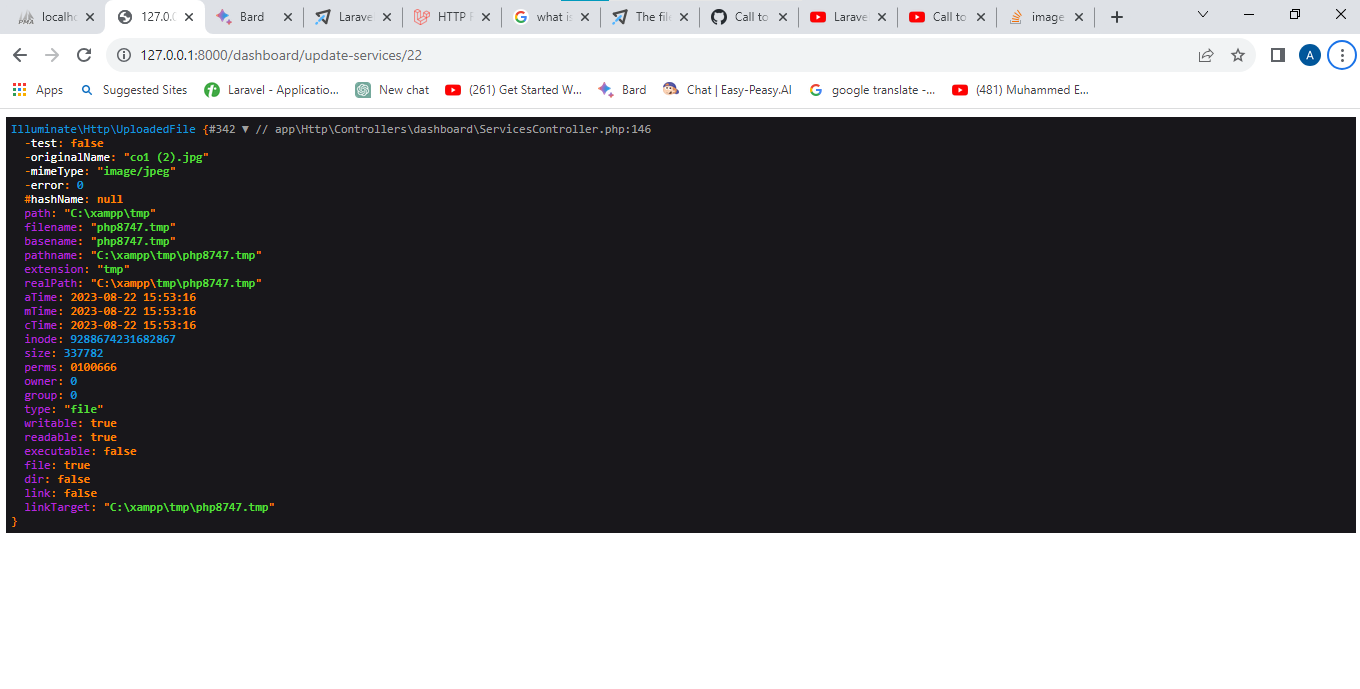 localhc
127.0.0
Bard
Larave
HTTP F
what is
The file
Call to
Larave
Call to
image
127.0.0.1:8000/dashboard/update-services/22
A
Apps
Suggested Sites
Laravel - Applicatio...
New chat
(261) Get Started W...
Bard
Chat | Easy-Peasy.AI
google translate -...
(481) Muhammed E...
Illuminate\Http\UploadedFile {#342 ▼ // app\Http\Controllers\dashboard\ServicesController.php:146
-test: false
-originalName: "co1 (2).jpg"
-mimeType: "image/jpeg"
-error: 0
#hashName: null
path: "C:\xampp\tmp"
filename: "php8747.tmp"
basename: "php8747.tmp"
pathname: "C:\xampp\tmp\php8747.tmp"
extension: "tmp"
realPath: "C:\xampp\tmp\php8747.tmp"
aTime: 2023-08-22 15:53:16
mTime: 2023-08-22 15:53:16
cTime: 2023-08-22 15:53:16
inode: 9288674231682867
size: 337782
perms: 0100666
owner: 0
group: 0
type: "file"
writable: true
readable: true
executable: false
file: true
dir: false
link: false
linkTarget: "C:\xampp\tmp\php8747.tmp"
}